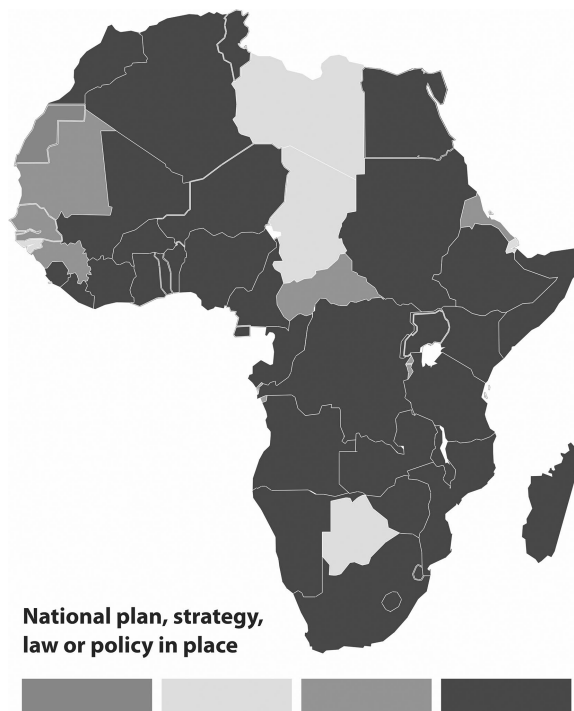 National plan, strategy,
law or policy in place